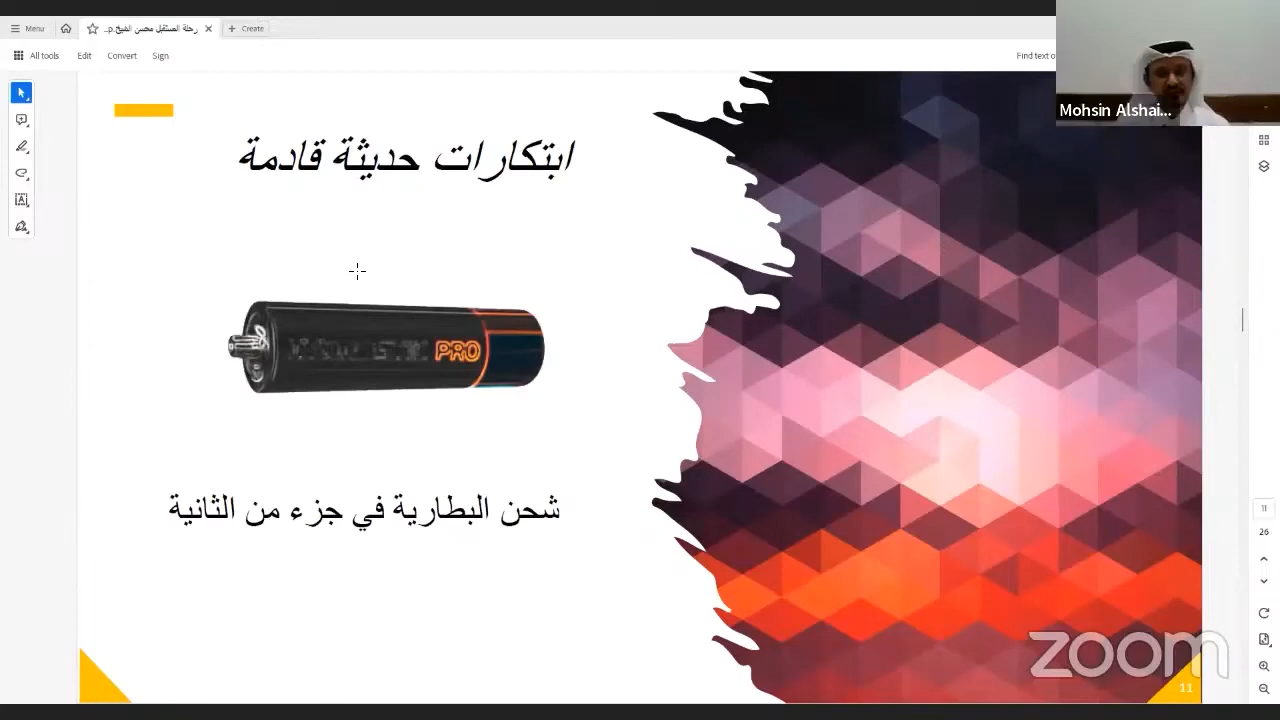 Menu
رحلة المستقبل محسن الشيخ.p...
Create
All tools
Edit
Convert
Sign
Find text o
Mohsin Alshai...
ابتكارات حديثة قادمة
PRO
شحن البطارية في جزء من الثانية
11
26
zoom
11